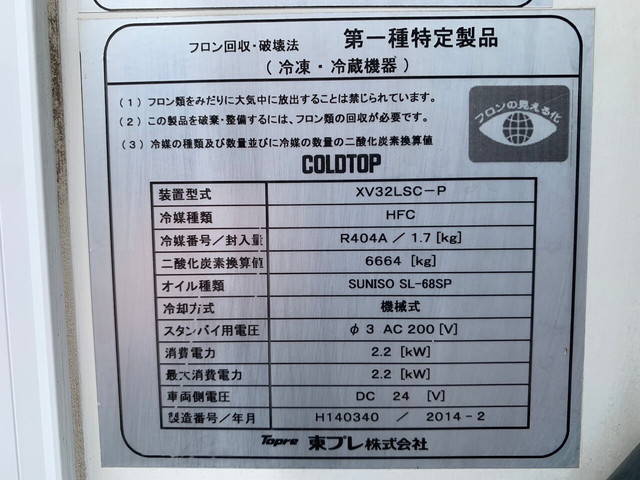 フロン回収・破壊法 第一種特定製品
(冷凍・冷蔵機器)
(1) フロン類をみだりに大気中に放出することは禁じられています。
(2) この製品を破棄・整備するには、フロン類の回収が必要です。
(3) 冷媒の種類及び数量並びに冷媒の数量の二酸化炭素換算値
フロンの見える化
COLDTOP
装置型式 XV32LSC-P
冷媒種類 HFC
冷媒番号/封入量 R404A / 1.7 [kg]
二酸化炭素換算値 6664 [kg]
オイル種類 SUNISO SL-68SP
冷却方式 機械式
スタンバイ用電圧 φ3 AC 200 [V]
消費電力 2.2 [kW]
最大消費電力 2.2 [kW]
車両側電圧 DC 24 [V]
製造番号/年月 H140340 / 2014-2
Topre 東プレ株式会社